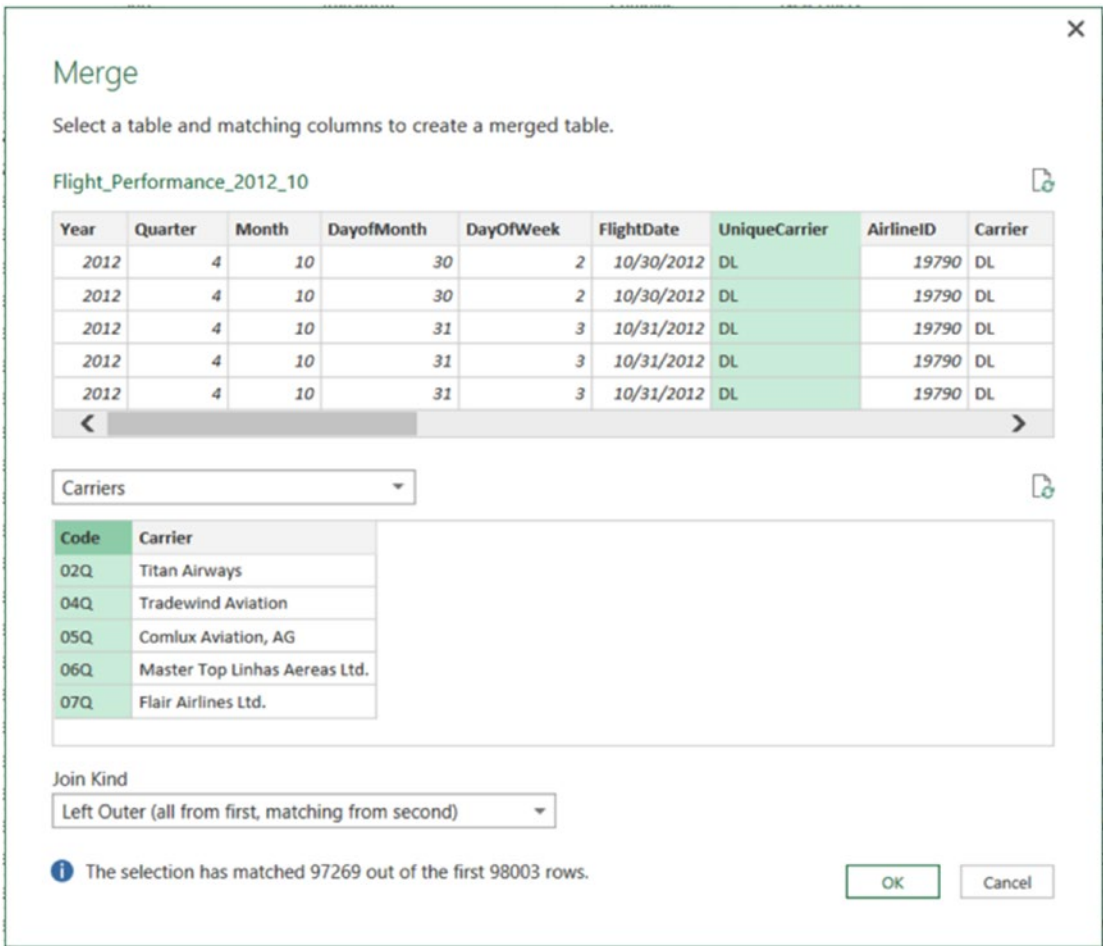 Merge
Select a table and matching columns to create a merged table.
Flight_Performance_2012_10
Year Quarter Month DayofMonth DayOfWeek FlightDate UniqueCarrier AirlineID Carrier
2012 4 10 30 2 10/30/2012 DL 19790 DL
2012 4 10 30 2 10/30/2012 DL 19790 DL
2012 4 10 31 3 10/31/2012 DL 19790 DL
2012 4 10 31 3 10/31/2012 DL 19790 DL
2012 4 10 31 3 10/31/2012 DL 19790 DL
Carriers
Code Carrier
02Q Titan Airways
04Q Tradewind Aviation
05Q Comlux Aviation, AG
06Q Master Top Linhas Aereas Ltd.
07Q Flair Airlines Ltd.
Join Kind
Left Outer (all from first, matching from second)
The selection has matched 97269 out of the first 98003 rows.
OK Cancel